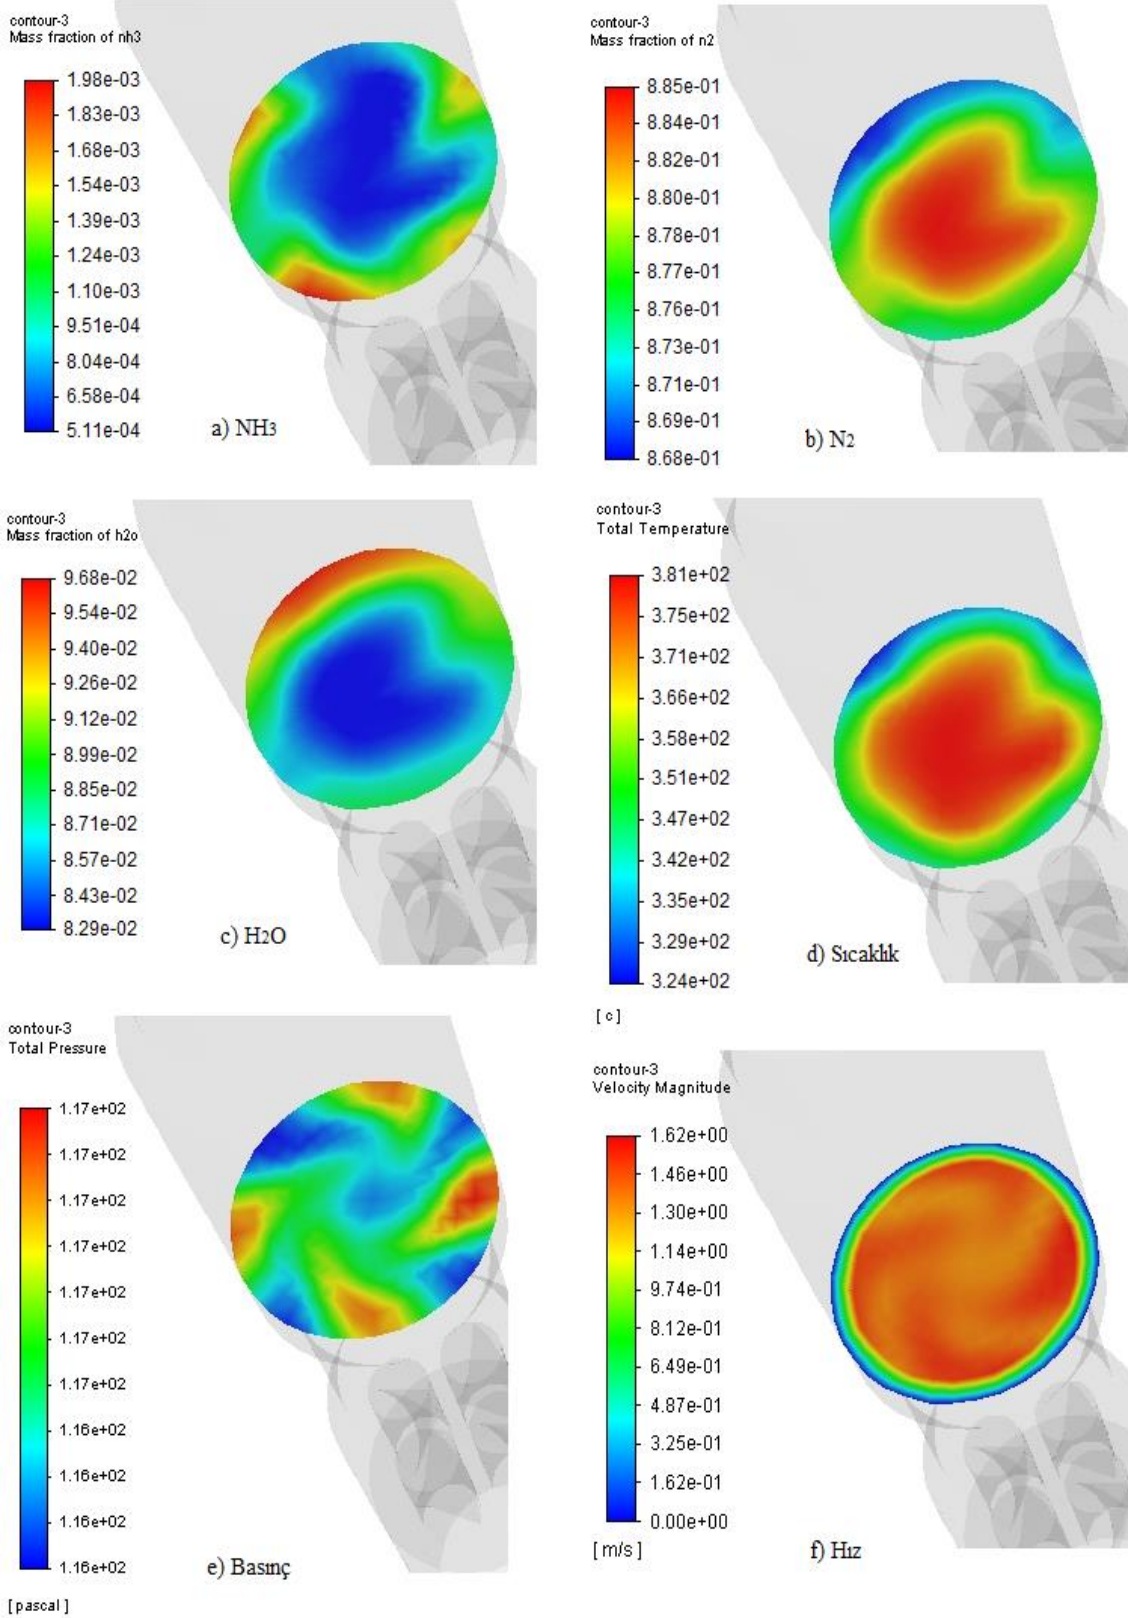 contour-3
Mass fraction of nh3
1.98e-03
1.83e-03
1.68e-03
1.54e-03
1.39e-03
1.24e-03
1.10e-03
9.51e-04
8.04e-04
6.58e-04
5.11e-04
a) NH3
contour-3
Mass fraction of n2
8.85e-01
8.84e-01
8.82e-01
8.80e-01
8.78e-01
8.77e-01
8.76e-01
8.73e-01
8.71e-01
8.69e-01
8.68e-01
b) N2
contour-3
Mass fraction of h2o
9.68e-02
9.54e-02
9.40e-02
9.26e-02
9.12e-02
8.99e-02
8.85e-02
8.71e-02
8.57e-02
8.43e-02
8.29e-02
c) H2O
contour-3
Total Temperature
3.81e+02
3.75e+02
3.71e+02
3.66e+02
3.58e+02
3.51e+02
3.47e+02
3.42e+02
3.35e+02
3.29e+02
3.24e+02
[ c ]
d) Sıcaklık
contour-3
Total Pressure
1.17e+02
1.17e+02
1.17e+02
1.17e+02
1.17e+02
1.17e+02
1.17e+02
1.16e+02
1.16e+02
1.16e+02
1.16e+02
[ pascal ]
e) Basınç
contour-3
Velocity Magnitude
1.62e+00
1.46e+00
1.30e+00
1.14e+00
9.74e-01
8.12e-01
6.49e-01
4.87e-01
3.25e-01
1.62e-01
0.00e+00
[ m/s ]
f) Hız